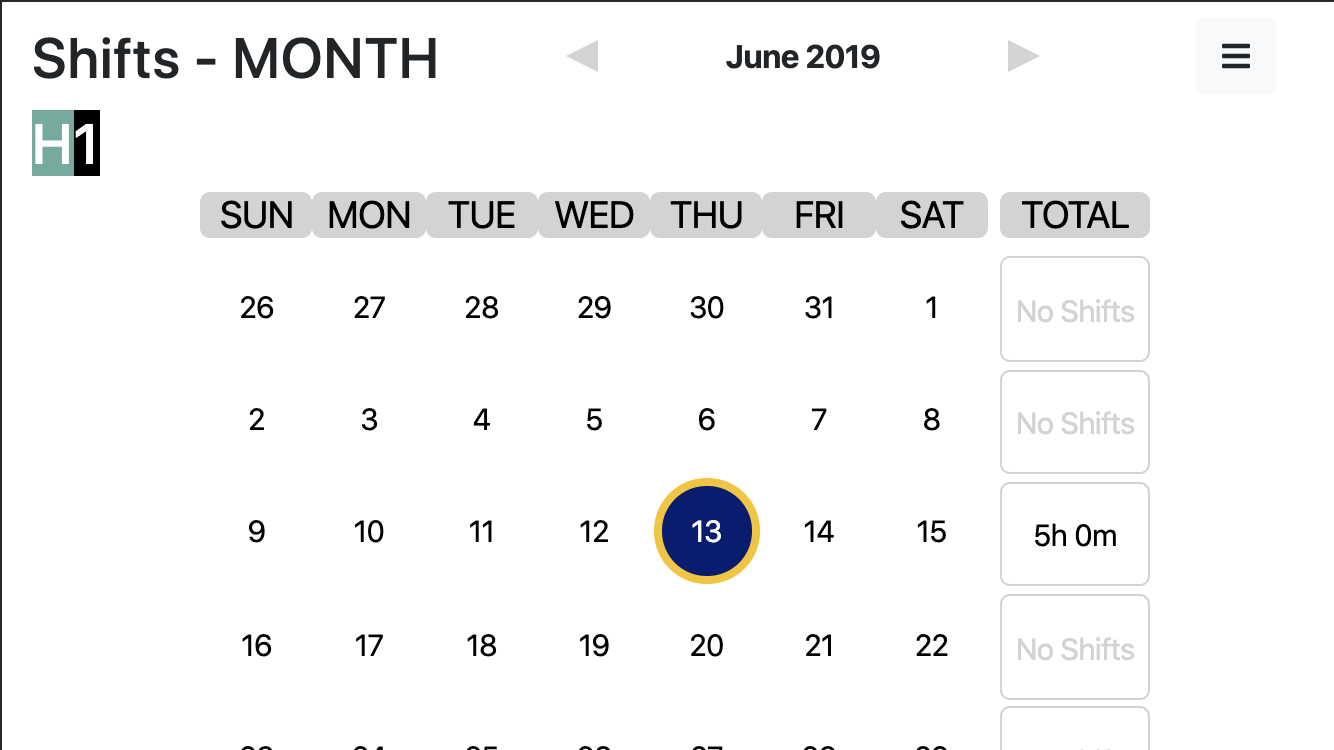 Shifts - MONTH ◀ June 2019 ▶ ☰
H1
SUN MON TUE WED THU FRI SAT TOTAL
26 27 28 29 30 31 1 No Shifts
2 3 4 5 6 7 8 No Shifts
9 10 11 12 13 14 15 5h 0m
16 17 18 19 20 21 22 No Shifts